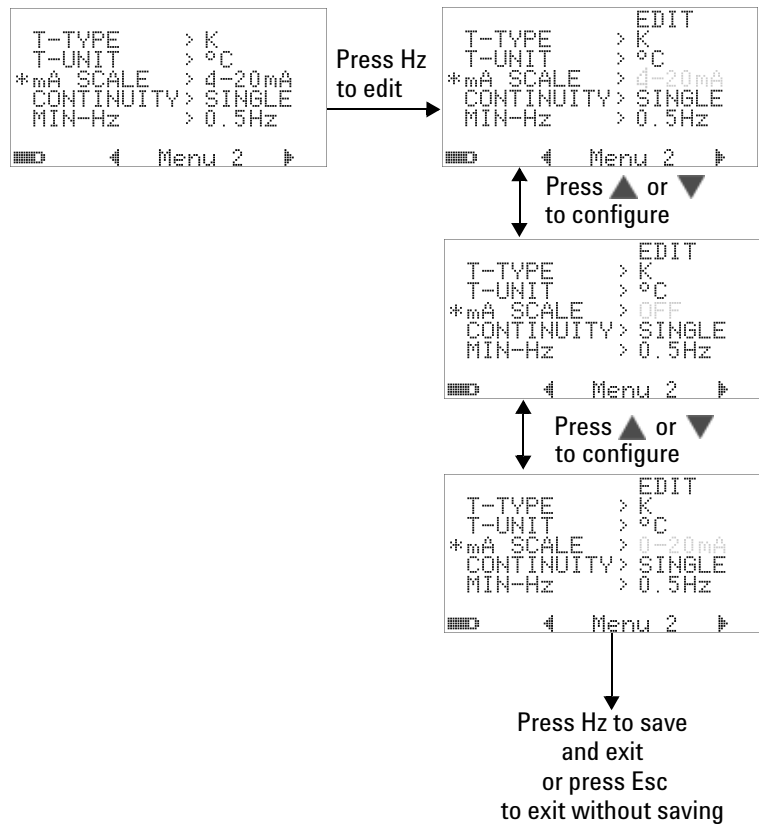 T-TYPE > K
T-UNIT > °C
*mA SCALE > 4-20mA
CONTINUITY> SINGLE
MIN-Hz > 0.5Hz
Menu 2
Press Hz
to edit
EDIT
T-TYPE > K
T-UNIT > °C
*mA SCALE > 4-20mA
CONTINUITY> SINGLE
MIN-Hz > 0.5Hz
Menu 2
Press ▲ or ▼
to configure
EDIT
T-TYPE > K
T-UNIT > °C
*mA SCALE > OFF
CONTINUITY> SINGLE
MIN-Hz > 0.5Hz
Menu 2
Press ▲ or ▼
to configure
EDIT
T-TYPE > K
T-UNIT > °C
*mA SCALE > 0-20mA
CONTINUITY> SINGLE
MIN-Hz > 0.5Hz
Menu 2
Press Hz to save
and exit
or press Esc
to exit without saving